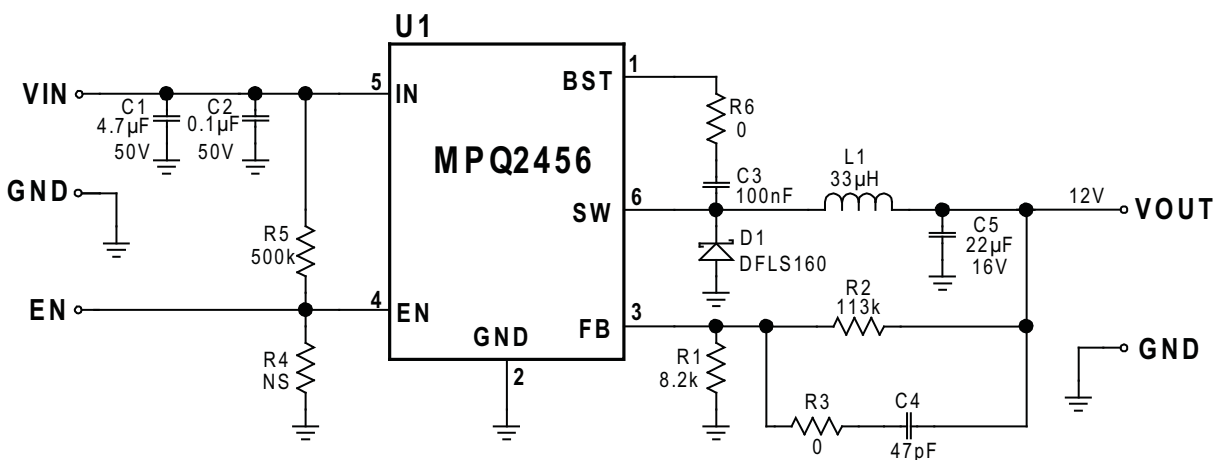 U1
MPQ2456
VIN
C1
4.7µF
50V
C2
0.1µF
50V
5
IN
GND
R5
500k
EN
4
EN
R4
NS
GND
2
BST
1
R6
0
C3
100nF
SW
6
D1
DFLS160
L1
33µH
C5
22µF
16V
12V
VOUT
FB
3
R1
8.2k
R2
113k
R3
0
C4
47pF
GND